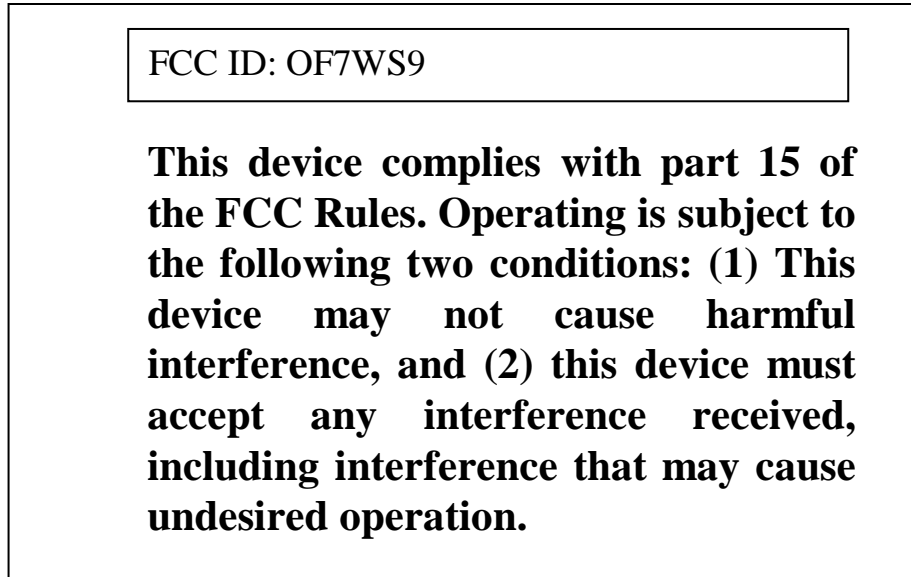 FCC ID: OF7WS9
This device complies with part 15 of
the FCC Rules. Operating is subject to
the following two conditions: (1) This
device may not cause harmful
interference, and (2) this device must
accept any interference received,
including interference that may cause
undesired operation.